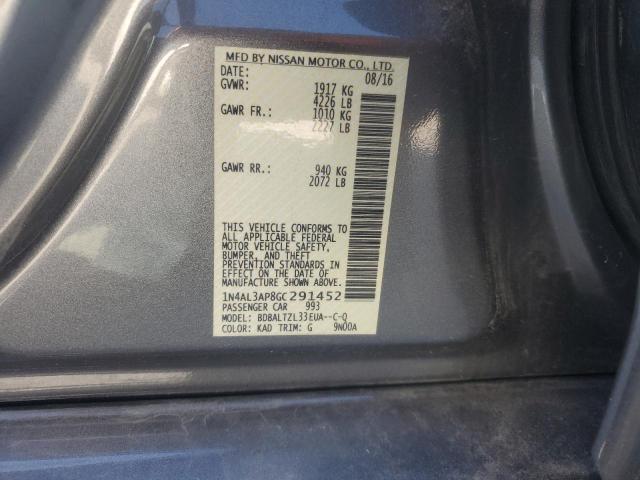 MFD BY NISSAN MOTOR CO., LTD.
DATE: 08/16
GVWR: 1917 KG
4226 LB
GAWR FR.: 1010 KG
2227 LB
GAWR RR.: 940 KG
2072 LB
THIS VEHICLE CONFORMS TO
ALL APPLICABLE FEDERAL
MOTOR VEHICLE SAFETY,
BUMPER, AND THEFT
PREVENTION STANDARDS IN
EFFECT ON THE DATE OF
MANUFACTURE SHOWN ABOVE.
1N4AL3AP8GC291452
PASSENGER CAR 993
MODEL: BDBALTZL33EUA--C-Q
COLOR: KAD TRIM: G 9N00A